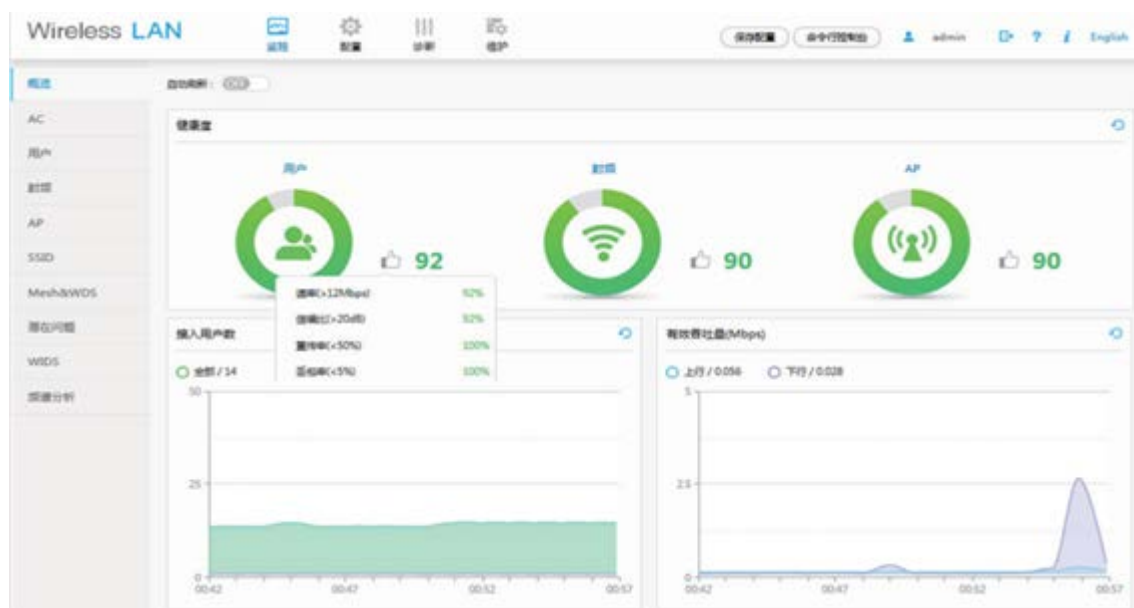 Wireless LAN
监控 配置 诊断 维护
保存配置 命令行控制台 admin ? i English
概览
AC
用户
射频
AP
SSID
Mesh&WDS
潜在问题
WIDS
频谱分析
自动刷新：
健康度
用户 射频 AP
92 90 90
速率(>12Mbps) 92%
信噪比(>20dB) 92%
重传率(<50%) 100%
丢包率(<5%) 100%
接入用户数
全部 / 14
50
25
0
00:42 00:47 00:52 00:57
有效吞吐量(Mbps)
上行 / 0.056 下行 / 0.028
5
2.5
0
00:42 00:47 00:52 00:57